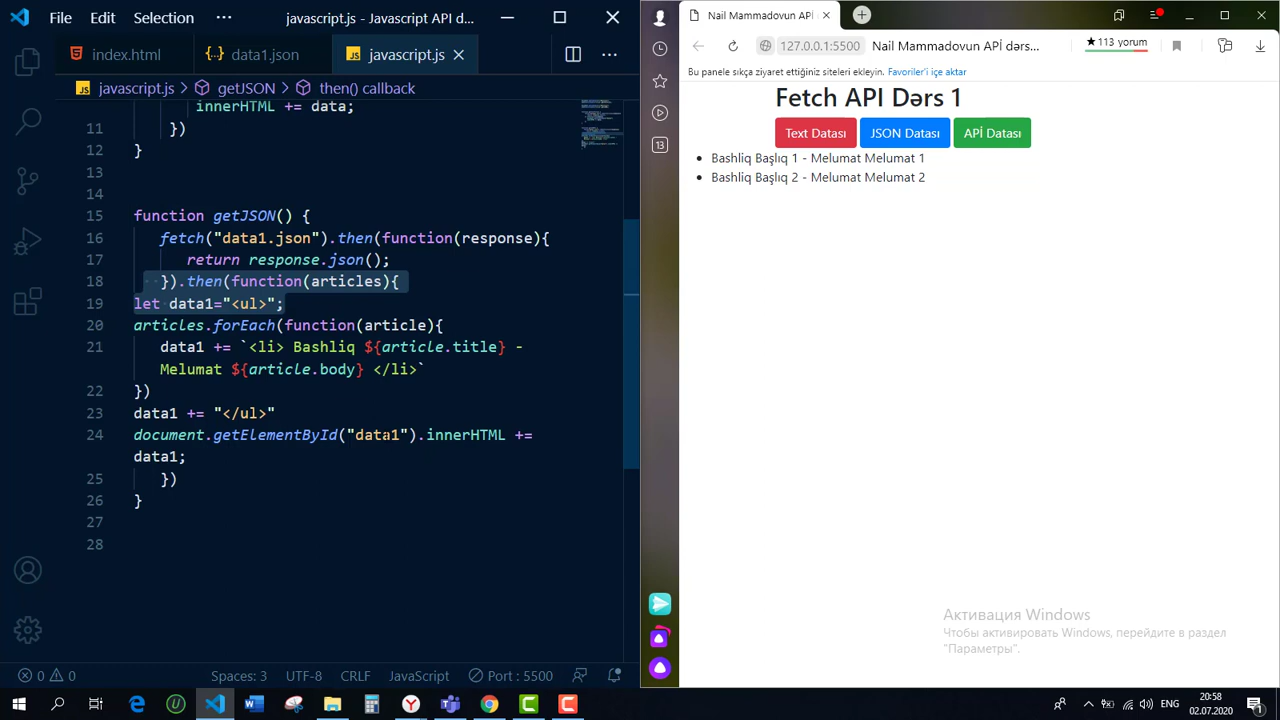 File Edit ··· javascript.js - Javascript API.d...
index.html data1.json javascript.js
javascript.js > getJSON > then() callback
innerHTML += data;
11 })
12 }
13
14
15 function getJSON() {
16 fetch("data1.json").then(function(response){
17 return response.json();
18 }).then(function(articles){
19 let data1="<ul>";
20 articles.forEach(function(article){
21 data1 += `<li> Bashliq ${article.title} -
Melumat ${article.body} </li>`
22 })
23 data1 += "</ul>"
24 document.getElementById("data1").innerHTML +=
data1;
25 })
26 }
27
28
0 0 Spaces: 3 UTF-8 CRLF JavaScript Port : 5500
Nail Mammadovun APİ
127.0.0.1:5500 Nail Mammadovun APİ dərs... ★113 yorum
Bu panele sıkça ziyaret ettiğiniz siteleri ekleyin. Favoriler'i içe aktar
13
Fetch API Dərs 1
Text Datası JSON Datası APİ Datası
• Bashliq Başlıq 1 - Melumat Melumat 1
• Bashliq Başlıq 2 - Melumat Melumat 2
Активация Windows
Чтобы активировать Windows, перейдите в раздел
"Параметры".
ENG
20:58
02.07.2020
1